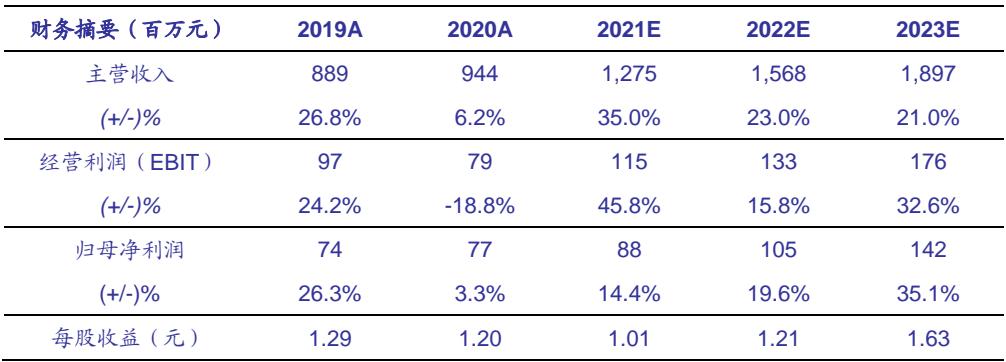 财务摘要（百万元） 2019A 2020A 2021E 2022E 2023E
主营收入 889 944 1,275 1,568 1,897
(+/-)% 26.8% 6.2% 35.0% 23.0% 21.0%
经营利润（EBIT） 97 79 115 133 176
(+/-)% 24.2% -18.8% 45.8% 15.8% 32.6%
归母净利润 74 77 88 105 142
(+/-)% 26.3% 3.3% 14.4% 19.6% 35.1%
每股收益（元） 1.29 1.20 1.01 1.21 1.63